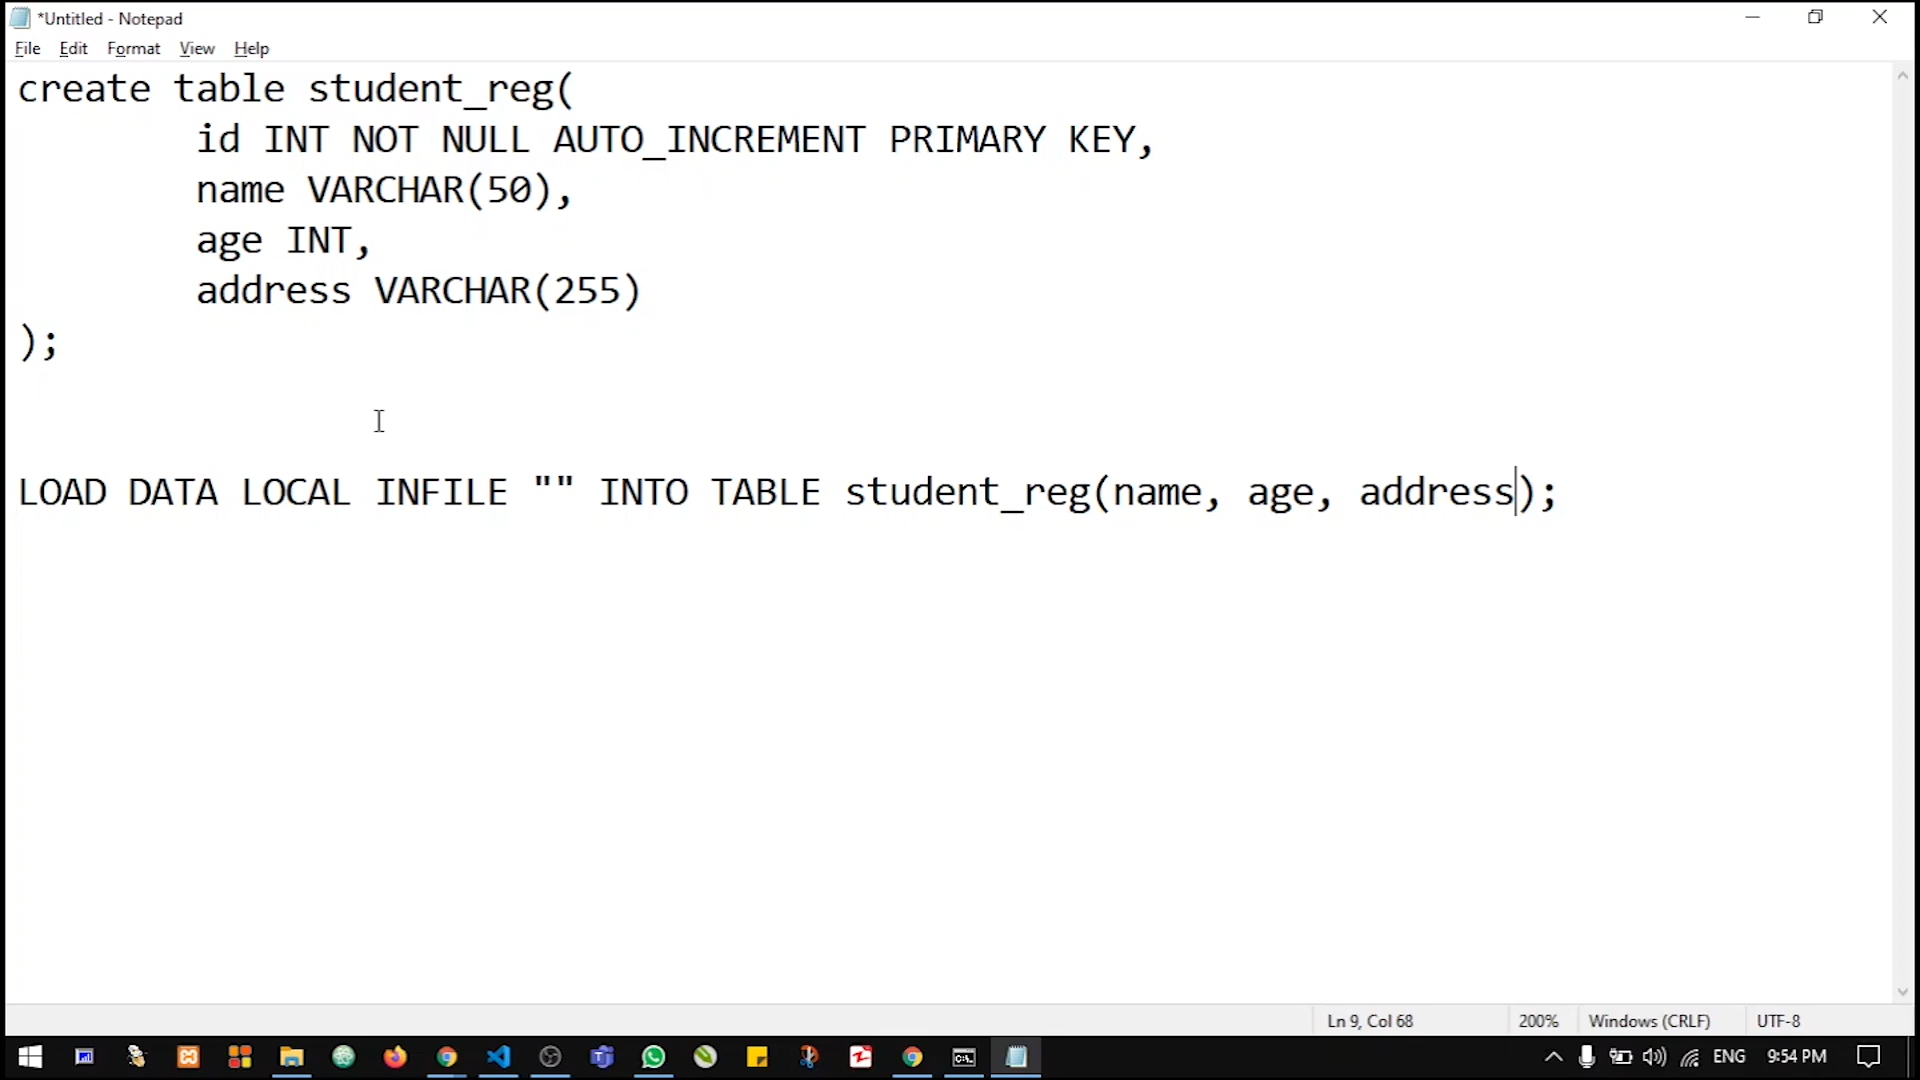 *Untitled - Notepad
File Edit Format View Help
create table student_reg(
id INT NOT NULL AUTO_INCREMENT PRIMARY KEY,
name VARCHAR(50),
age INT,
address VARCHAR(255)
);
LOAD DATA LOCAL INFILE "" INTO TABLE student_reg(name, age, address);
Ln 9, Col 68 200% Windows (CRLF) UTF-8
ENG 9:54 PM